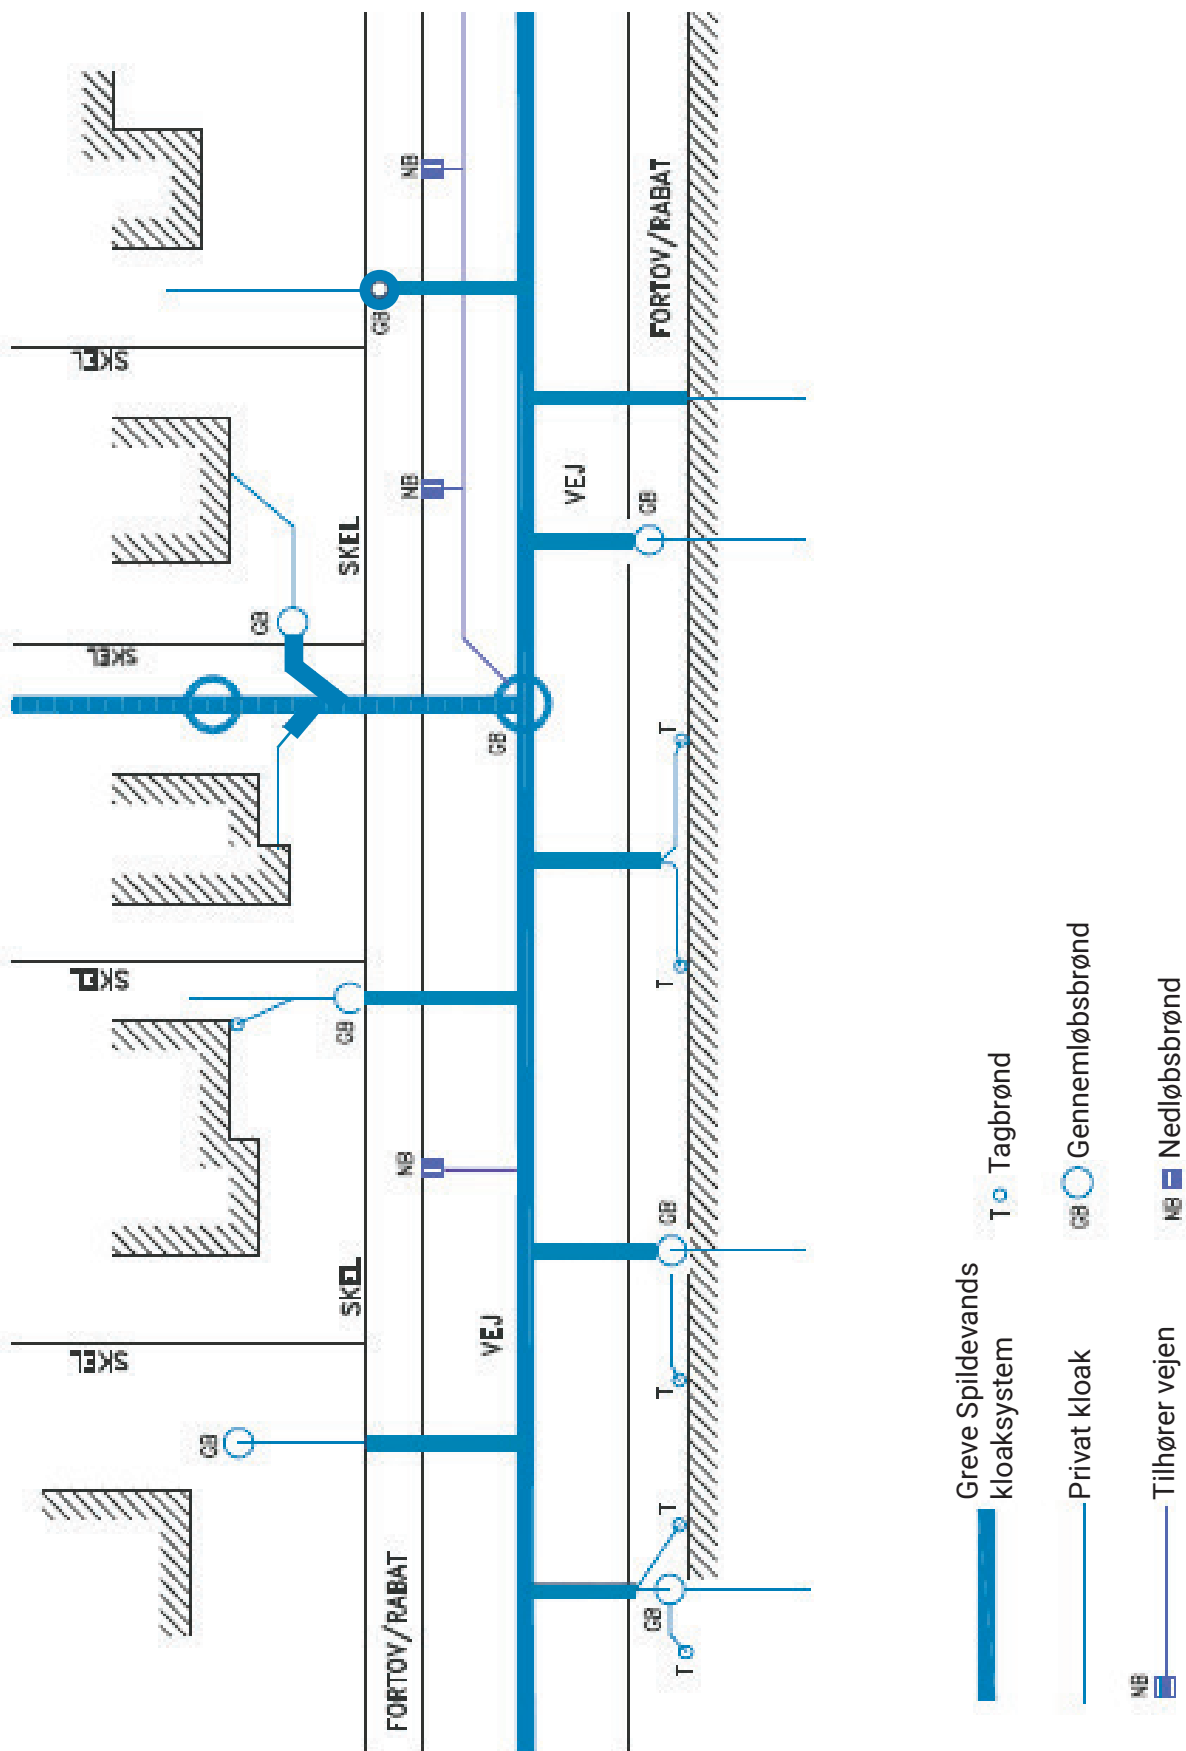 SKEL
SKEL
SKEL
SKEL
SKEL
SKEL
GB
GB
GB
GB
GB
GB
GB
GB
NB
NB
NB
FORTOV/RABAT
FORTOV/RABAT
VEJ
VEJ
T
T
T
T
T
Greve Spildevands
kloaksystem
Privat kloak
NB
Tilhører vejen
T Tagbrønd
GB Gennemløbsbrønd
NB Nedløbsbrønd